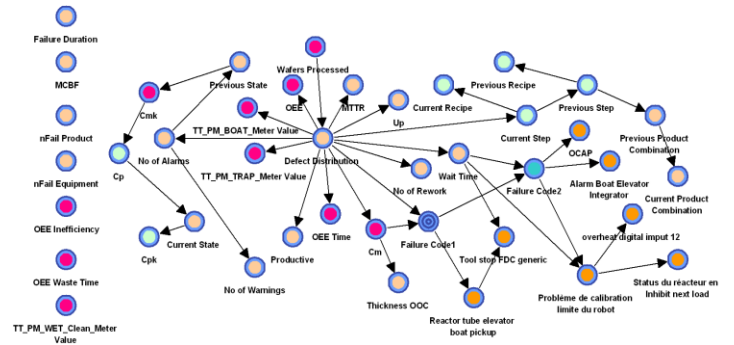 Failure Duration
MCBF
nFail Product
nFail Equipment
OEE Inefficiency
OEE Waste Time
TT_PM_WET_Clean_Meter
Value
Cmk
Previous State
Wafers Processed
OEE
MTTR
TT_PM_BOAT_Meter Value
Up
Current Recipe
Previous Recipe
Previous Step
Current Step
Previous Product
Combination
Cp
No of Alarms
TT_PM_TRAP_Meter Value
Defect Distribution
No of Rework
Wait Time
Failure Code2
OCAP
Alarm Boat Elevator
Integrator
Current Product
Combination
Cpk
Current State
No of Warnings
Productive
OEE Time
Cm
Thickness OOC
Failure Code1
Tool stop FDC generic
Reactor tube elevator
boat pickup
overheat digital imput 12
Probléme de calibration
limite du robot
Status du réacteur en
Inhibit next load